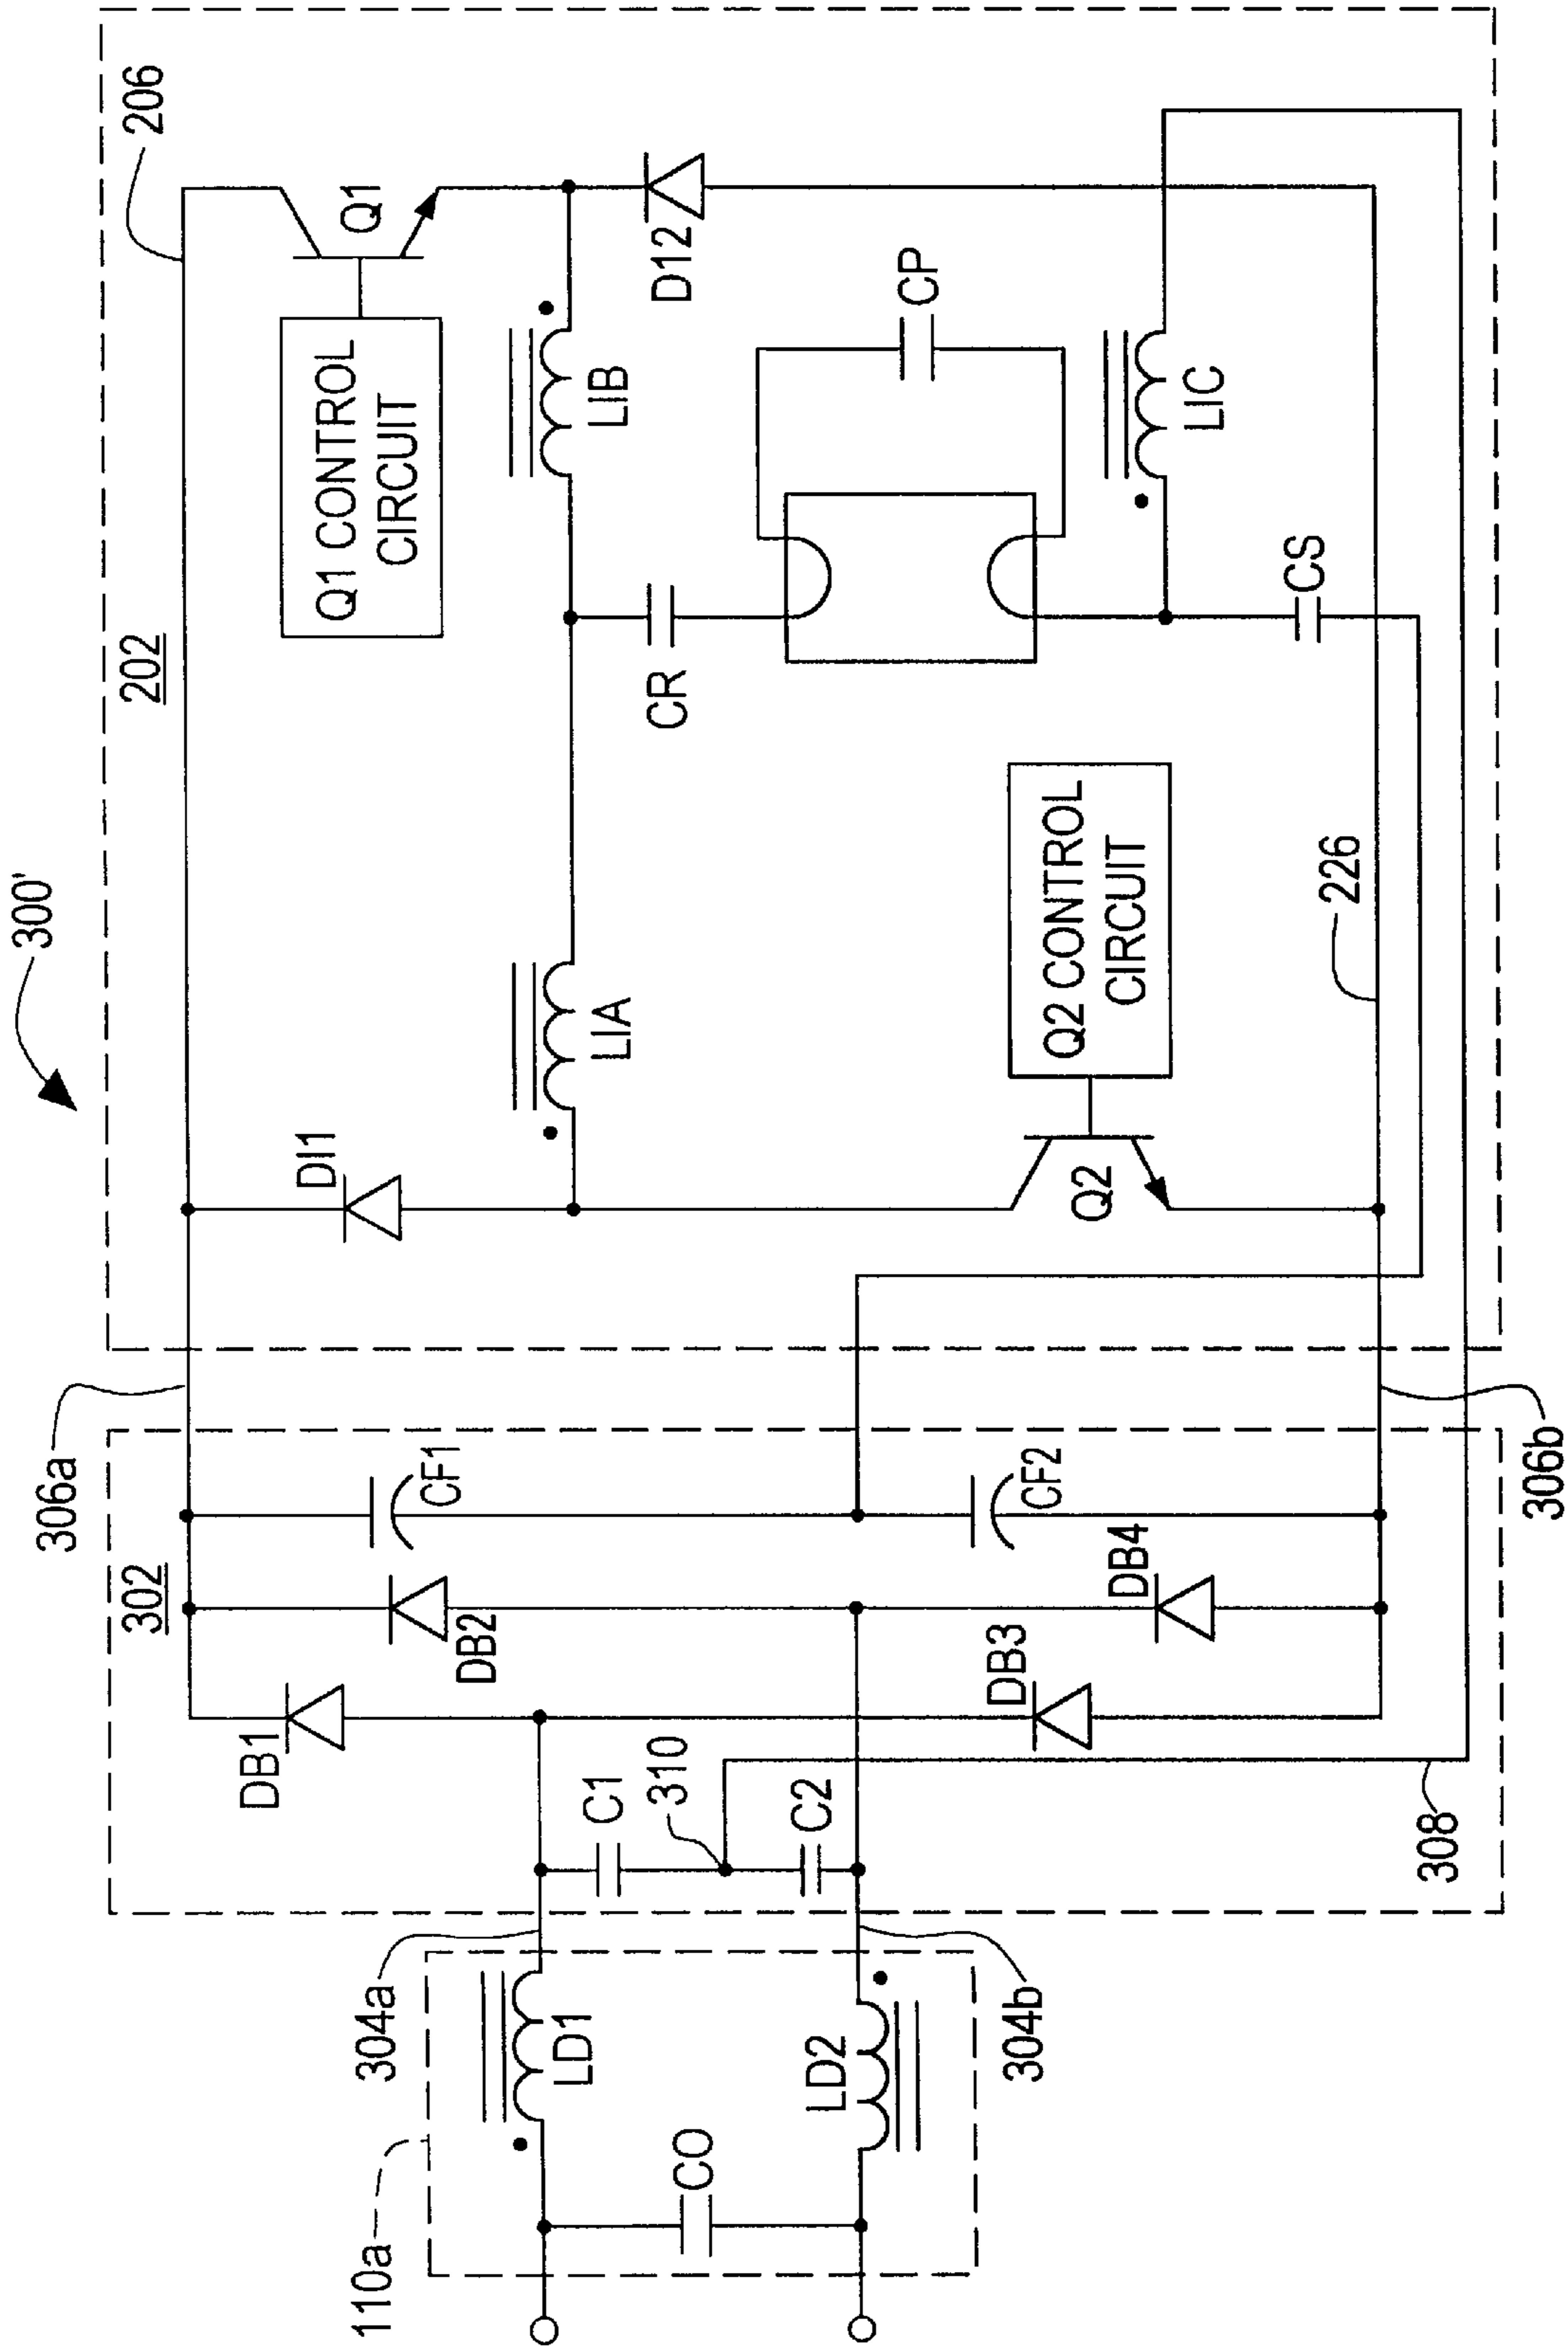 300'
110a
CO
LD1
LD2
304a
304b
302
C1
C2
310
308
DB1
DB2
DB3
DB4
CF1
CF2
306a
306b
202
206
DI1
LIA
LIB
Q1 CONTROL
CIRCUIT
Q1
D12
CR
CP
LIC
CS
Q2 CONTROL
CIRCUIT
Q2
226